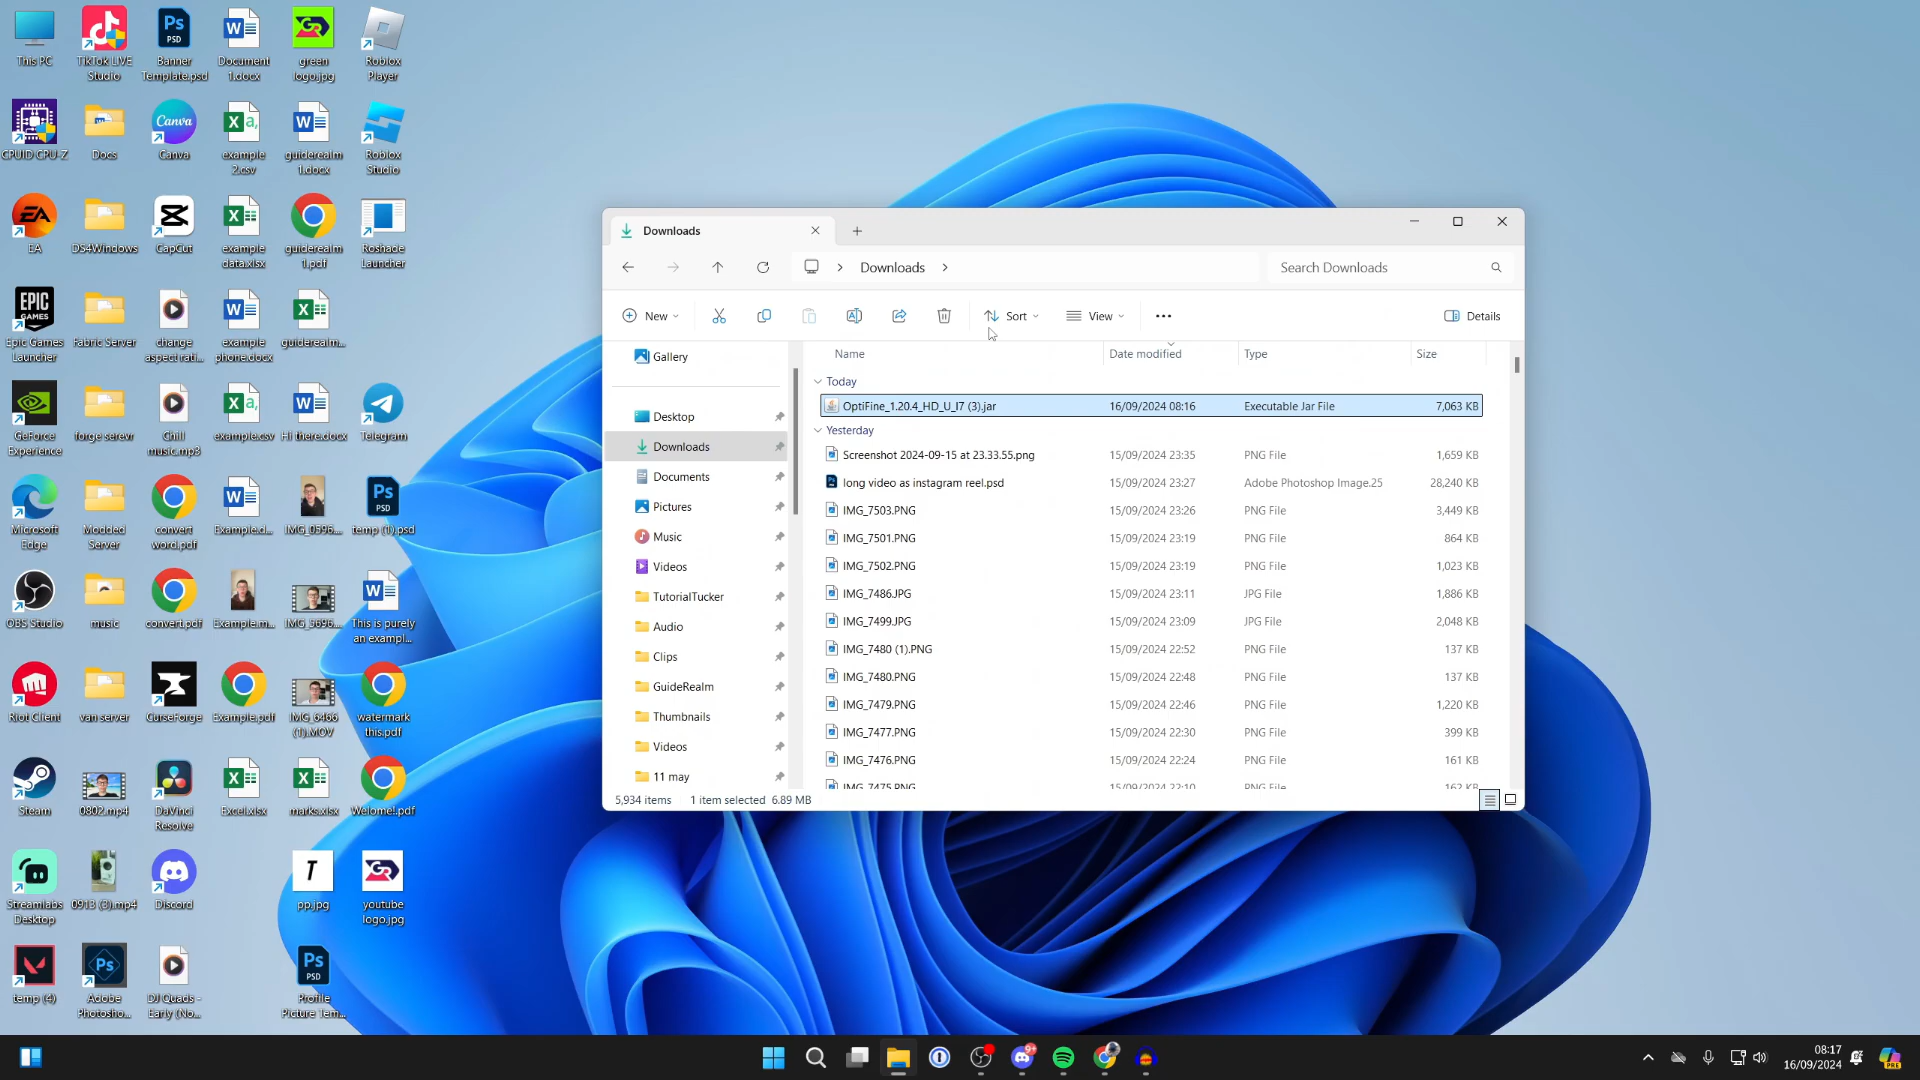 This PC
TikTok LIVE
Studio
Banner
Template.psd
Document
1.docx
green
logo.jpg
Roblox
Player
CPUID CPU-Z
Docs
Canva
Canva
example
2.csv
guiderealm
1.docx
Roblox
Studio
EA
DS4Windows
CapCut
example
data.xlsx
guiderealm
1.pdf
Roshade
Launcher
Epic Games
Launcher
Fabric Server
change
aspect rati...
example
phone.docx
guiderealm...
GeForce
Experience
forge serevr
Chill
music.mp3
example.csv
Hi there.docx
Telegram
Microsoft
Edge
Modded
Server
convert
word.pdf
Example.d...
IMG_0596....
temp (1).psd
OBS Studio
music
convert.pdf
Example.m...
IMG_3696....
This is purely
an exampl...
Riot Client
van server
CurseForge
Example.pdf
IMG_6466
(1).MOV
watermark
this.pdf
Steam
0802.mp4
DaVinci
Resolve
Excel.xlsx
marks.xlsx
Welome!.pdf
Streamlabs
Desktop
0913 (3).mp4
Discord
pp.jpg
youtube
logo.jpg
temp (4)
Adobe
Photosho...
DJ Quads -
Early (No...
Profile
Picture Tem...
Downloads
Downloads
Search Downloads
New
Sort
View
Details
Gallery
Desktop
Downloads
Documents
Pictures
Music
Videos
TutorialTucker
Audio
Clips
GuideRealm
Thumbnails
Videos
11 may
Name Date modified Type Size
Today
OptiFine_1.20.4_HD_U_I7 (3).jar 16/09/2024 08:16 Executable Jar File 7,063 KB
Yesterday
Screenshot 2024-09-15 at 23.33.55.png 15/09/2024 23:35 PNG File 1,659 KB
long video as instagram reel.psd 15/09/2024 23:27 Adobe Photoshop Image.25 28,240 KB
IMG_7503.PNG 15/09/2024 23:26 PNG File 3,449 KB
IMG_7501.PNG 15/09/2024 23:19 PNG File 864 KB
IMG_7502.PNG 15/09/2024 23:19 PNG File 1,023 KB
IMG_7486.JPG 15/09/2024 23:11 JPG File 1,886 KB
IMG_7499.JPG 15/09/2024 23:09 JPG File 2,048 KB
IMG_7480 (1).PNG 15/09/2024 22:52 PNG File 137 KB
IMG_7480.PNG 15/09/2024 22:48 PNG File 137 KB
IMG_7479.PNG 15/09/2024 22:46 PNG File 1,220 KB
IMG_7477.PNG 15/09/2024 22:30 PNG File 399 KB
IMG_7476.PNG 15/09/2024 22:24 PNG File 161 KB
IMG_7475.PNG 15/09/2024 22:10 PNG File 162 KB
5,934 items 1 item selected 6.89 MB
08:17
16/09/2024